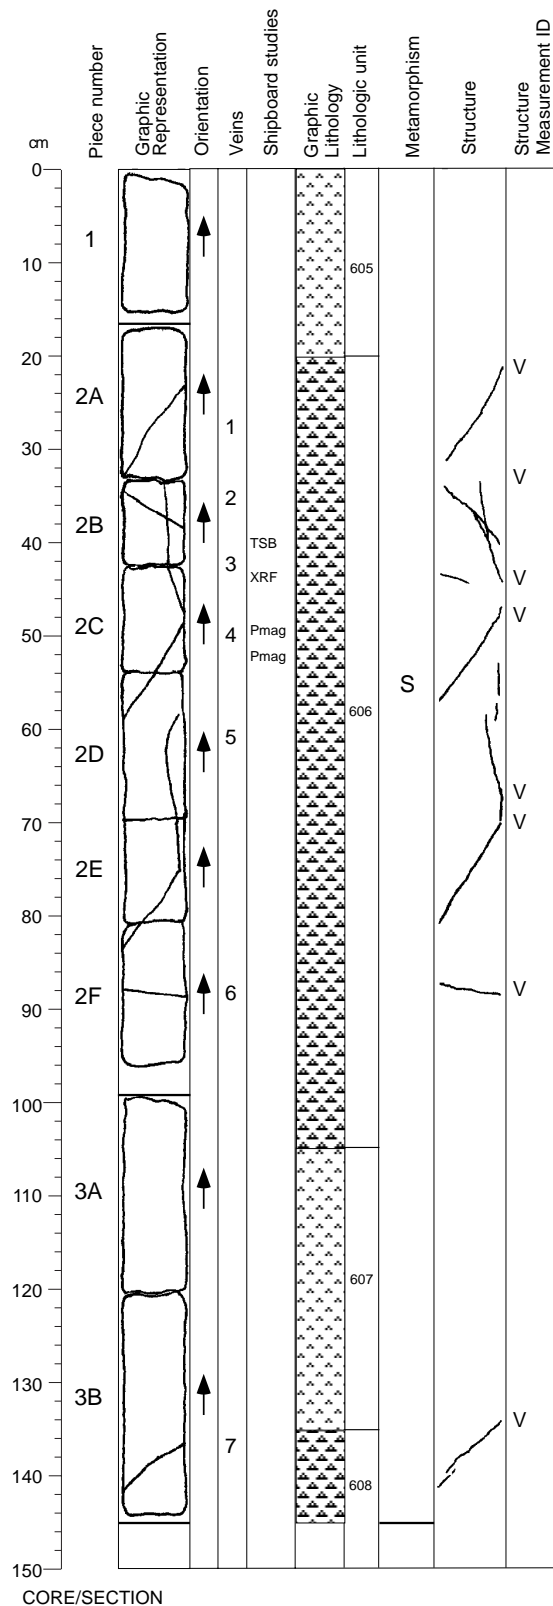 cm
Piece number
Graphic
Representation
Orientation
Veins
Shipboard studies
Graphic
Lithology
Lithologic unit
Metamorphism
Structure
Structure
Measurement ID
0
1
10
605
20
V
2A
1
30
V
2
2B
40
TSB
3
XRF
V
V
2C
4
Pmag
50
Pmag
S
606
60
5
2D
V
70
V
2E
80
V
6
2F
90
100
3A
110
607
120
130
3B
V
7
140
608
150
CORE/SECTION